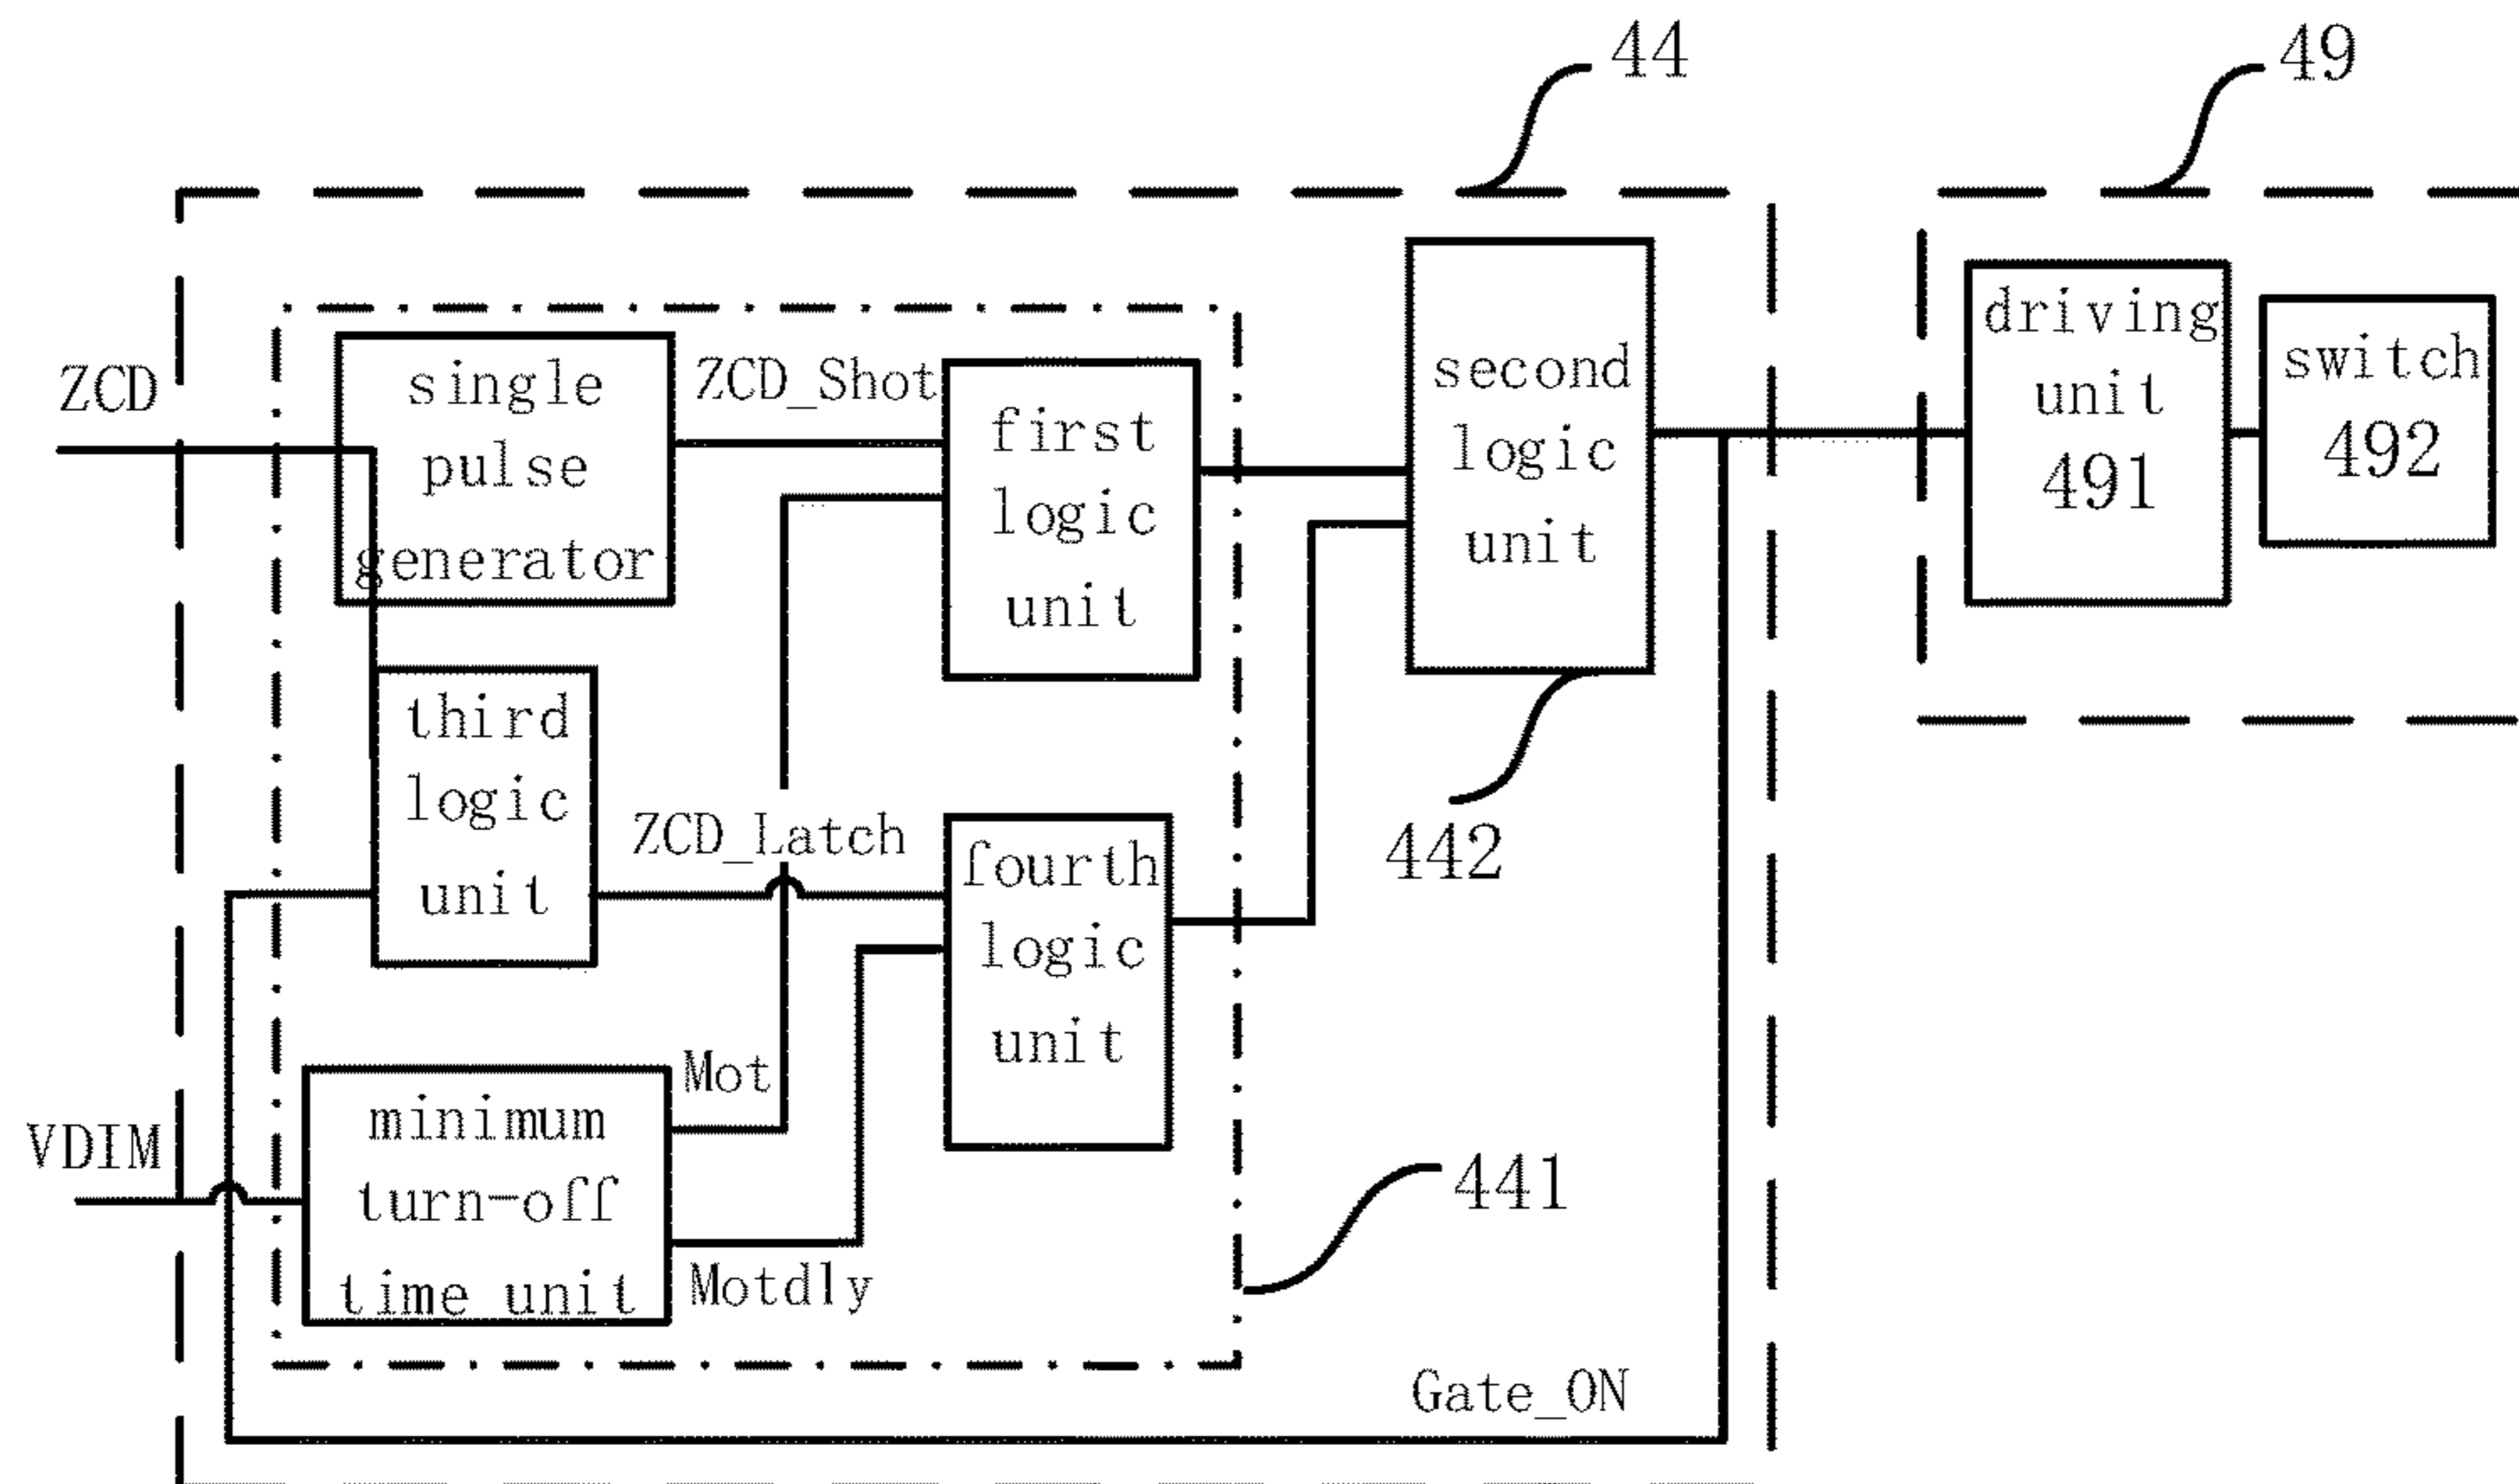 44
49
ZCD
single
pulse
generator
ZCD_Shot
first
logic
unit
second
logic
unit
driving
unit
491
switch
492
third
logic
unit
ZCD_Latch
fourth
logic
unit
442
VDIM
minimum
turn-off
time unit
Mot
Motdly
441
Gate_ON